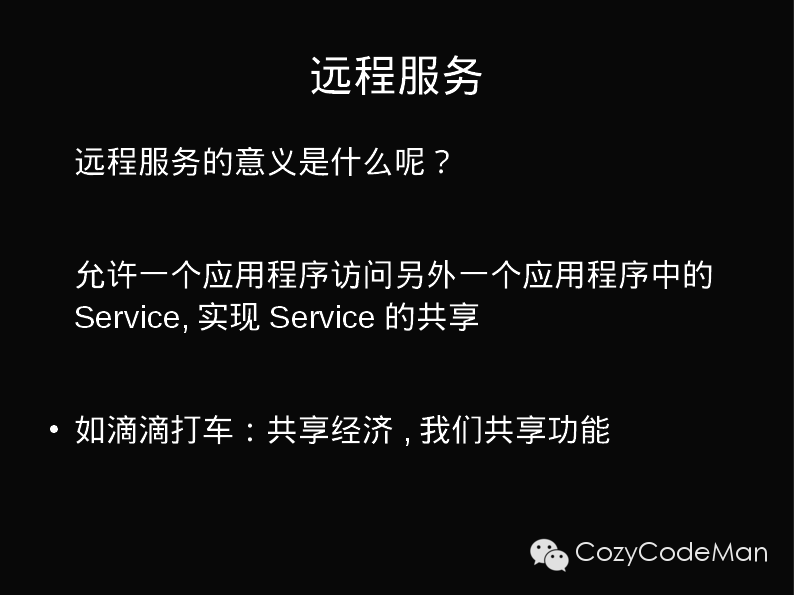 远程服务
远程服务的意义是什么呢？
允许一个应用程序访问另外一个应用程序中的
Service, 实现 Service 的共享
• 如滴滴打车：共享经济 , 我们共享功能
CozyCodeMan